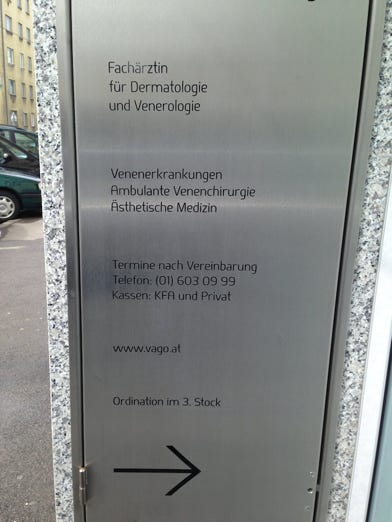 Fachärztin
für Dermatologie
und Venerologie
Venenerkrankungen
Ambulante Venenchirurgie
Ästhetische Medizin
Termine nach Vereinbarung
Telefon: (01) 603 09 99
Kassen: KFA und Privat
www.vago.at
Ordination im 3. Stock